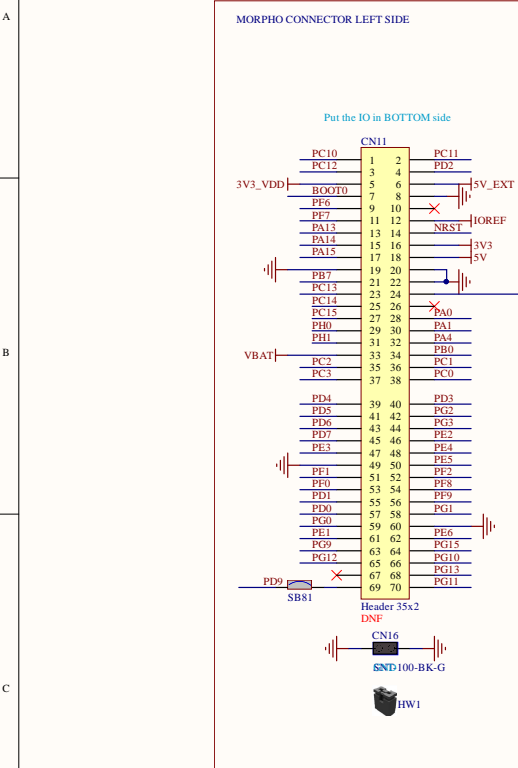 A
MORPHO CONNECTOR LEFT SIDE
Put the IO in BOTTOM side
CN11
PC10 1 2 PC11
PC12 3 4 PD2
3V3_VDD 5 6 5V_EXT
BOOT0 7 8
PF6 9 10
PF7 11 12 IOREF
PA13 13 14 NRST
PA14 15 16 3V3
PA15 17 18 5V
19 20
PB7 21 22
PC13 23 24
PC14 25 26
PC15 27 28 PA0
PH0 29 30 PA1
PH1 31 32 PA4
B
VBAT 33 34 PB0
PC2 35 36 PC1
PC3 37 38 PC0
PD4 39 40 PD3
PD5 41 42 PG2
PD6 43 44 PG3
PD7 45 46 PE2
PE3 47 48 PE4
49 50 PE5
PF1 51 52 PF2
PF0 53 54 PF8
PD1 55 56 PF9
PD0 57 58 PG1
PG0 59 60
PE1 61 62 PE6
PG9 63 64 PG15
PG12 65 66 PG10
67 68 PG13
PD9 69 70 PG11
SB81
Header 35x2
DNF
CN16
SNT-100-BK-G
C
HW1